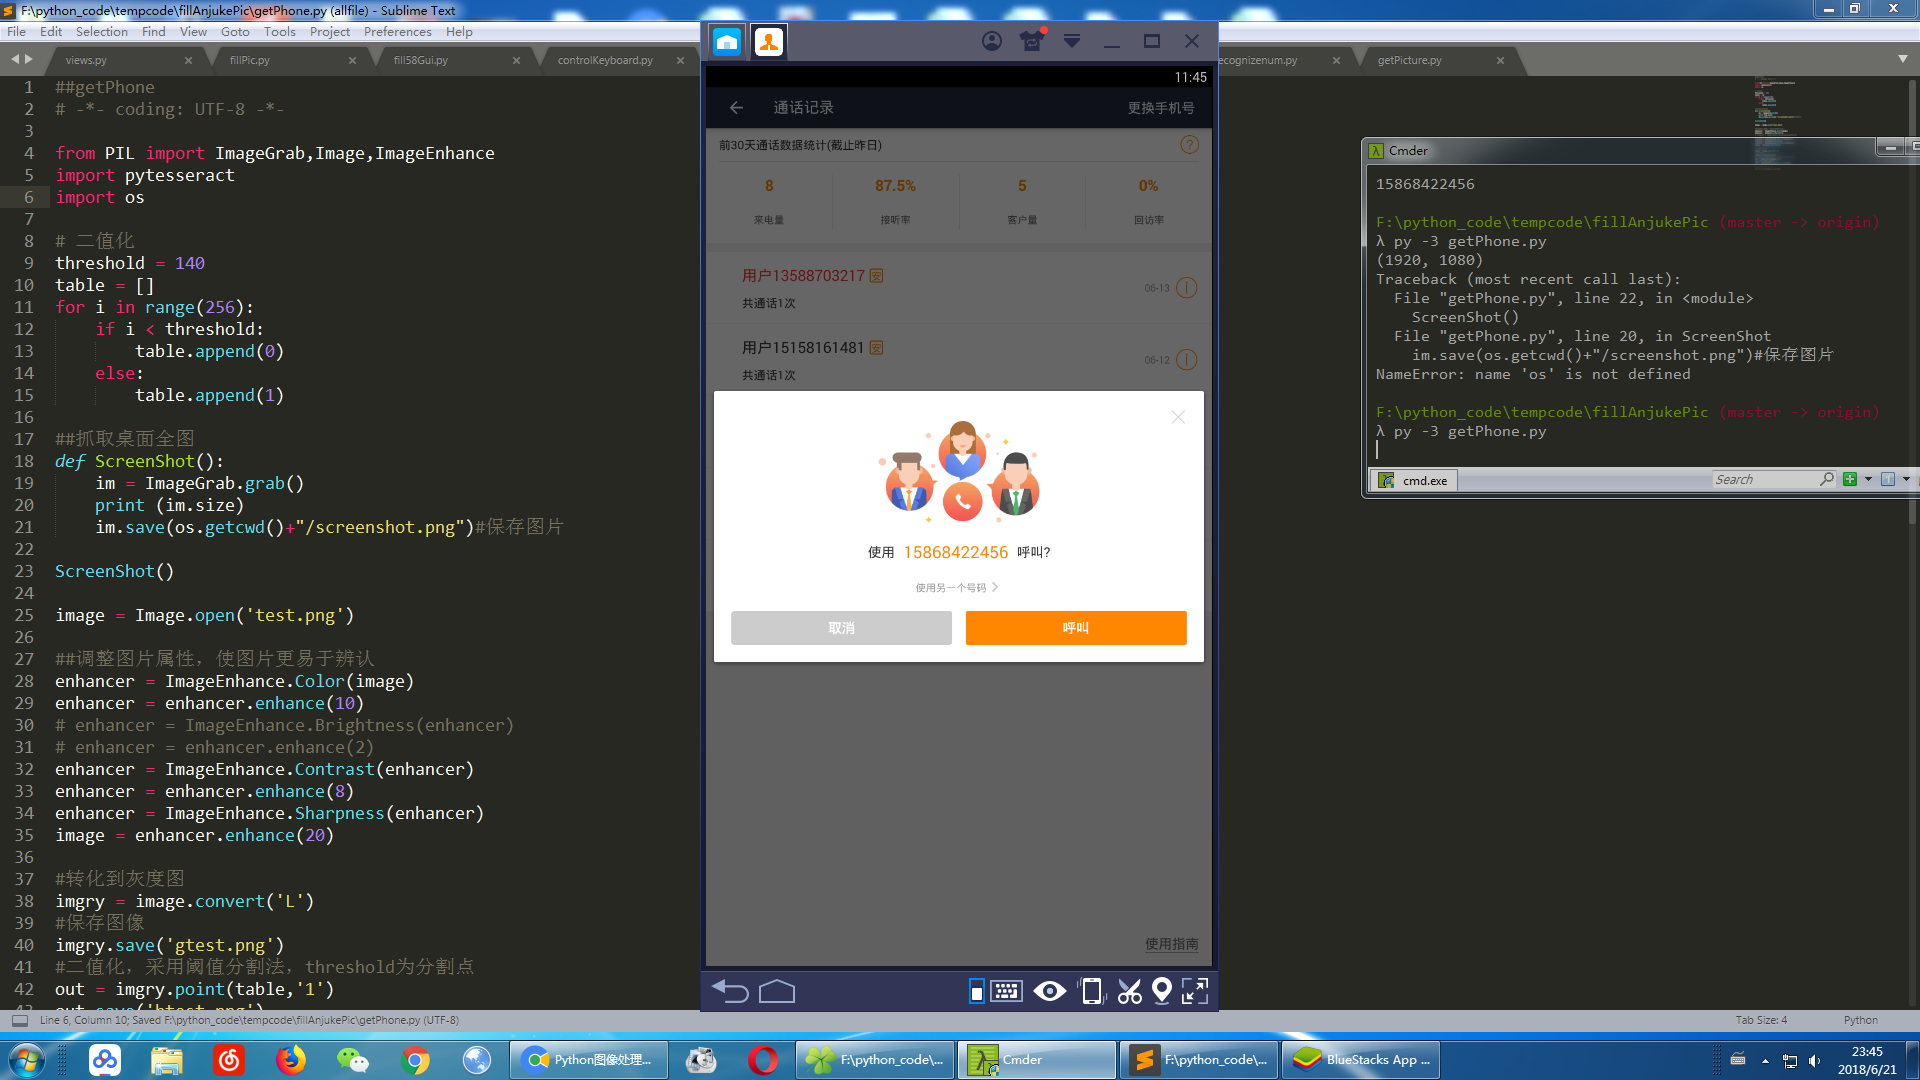 F:\python_code\tempcode\fillAnjukePic\getPhone.py (allfile) - Sublime Text
File Edit Selection Find View Goto Tools Project Preferences Help
views.py × fillPic.py × fill58Gui.py × controlKeyboard.py × ecognizenum.py × getPicture.py ×
1 ##getPhone
2 # -*- coding: UTF-8 -*-
3
4 from PIL import ImageGrab,Image,ImageEnhance
5 import pytesseract
6 import os
7
8 # 二值化
9 threshold = 140
10 table = []
11 for i in range(256):
12 if i < threshold:
13 table.append(0)
14 else:
15 table.append(1)
16
17 ##抓取桌面全图
18 def ScreenShot():
19 im = ImageGrab.grab()
20 print (im.size)
21 im.save(os.getcwd()+"/screenshot.png")#保存图片
22
23 ScreenShot()
24
25 image = Image.open('test.png')
26
27 ##调整图片属性，使图片更易于辨认
28 enhancer = ImageEnhance.Color(image)
29 enhancer = enhancer.enhance(10)
30 # enhancer = ImageEnhance.Brightness(enhancer)
31 # enhancer = enhancer.enhance(2)
32 enhancer = ImageEnhance.Contrast(enhancer)
33 enhancer = enhancer.enhance(8)
34 enhancer = ImageEnhance.Sharpness(enhancer)
35 image = enhancer.enhance(20)
36
37 #转化到灰度图
38 imgry = image.convert('L')
39 #保存图像
40 imgry.save('gtest.png')
41 #二值化，采用阈值分割法，threshold为分割点
42 out = imgry.point(table,'1')
Line 6, Column 10; Saved F:\python_code\tempcode\fillAnjukePic\getPhone.py (UTF-8)
Tab Size: 4 Python
11:45
通话记录 更换手机号
前30天通话数据统计(截止昨日) ?
8 87.5% 5 0%
来电量 接听率 客户量 回访率
用户13588703217 安
06-13
共通话1次
用户15158161481 安
06-12
共通话1次
使用 15868422456 呼叫?
使用另一个号码
取消 呼叫
使用指南
Cmder
15868422456
F:\python_code\tempcode\fillAnjukePic (master -> origin)
λ py -3 getPhone.py
(1920, 1080)
Traceback (most recent call last):
File "getPhone.py", line 22, in <module>
ScreenShot()
File "getPhone.py", line 20, in ScreenShot
im.save(os.getcwd()+"/screenshot.png")#保存图片
NameError: name 'os' is not defined
F:\python_code\tempcode\fillAnjukePic (master -> origin)
λ py -3 getPhone.py
cmd.exe Search
Python图像处理... F:\python_code\... Cmder F:\python_code\... BlueStacks App ...
23:45
2018/6/21